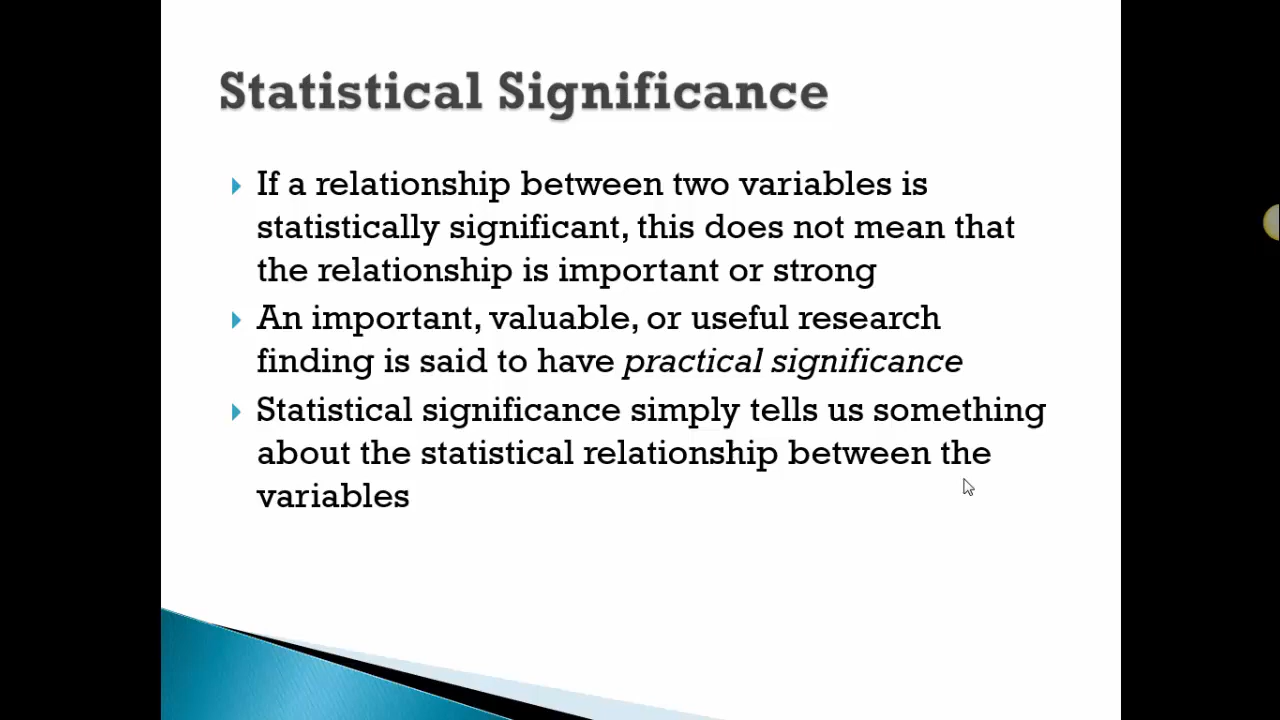 Statistical Significance
If a relationship between two variables is
statistically significant, this does not mean that
the relationship is important or strong
An important, valuable, or useful research
finding is said to have practical significance
Statistical significance simply tells us something
about the statistical relationship between the
variables